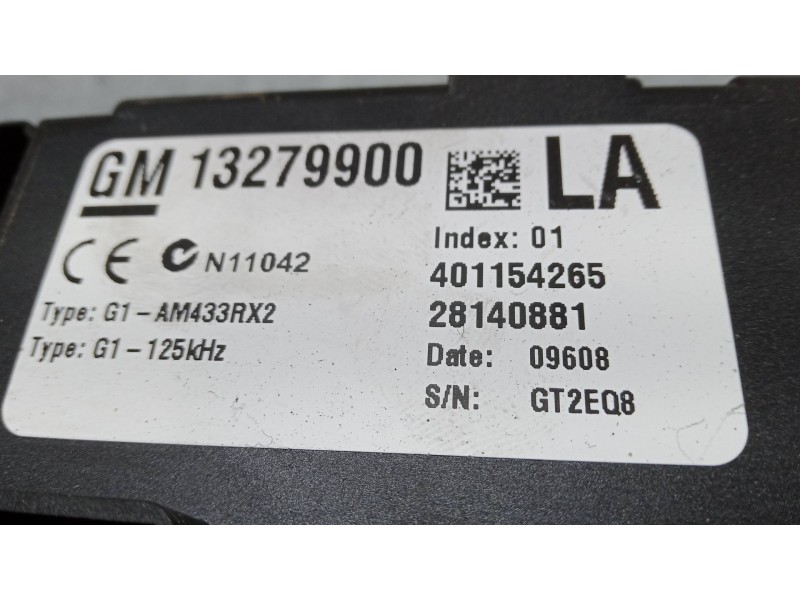 GM 13279900 LA
CE N11042
Index: 01
401154265
Type: G1-AM433RX2
28140881
Type: G1-125kHz
Date: 09608
S/N: GT2EQ8